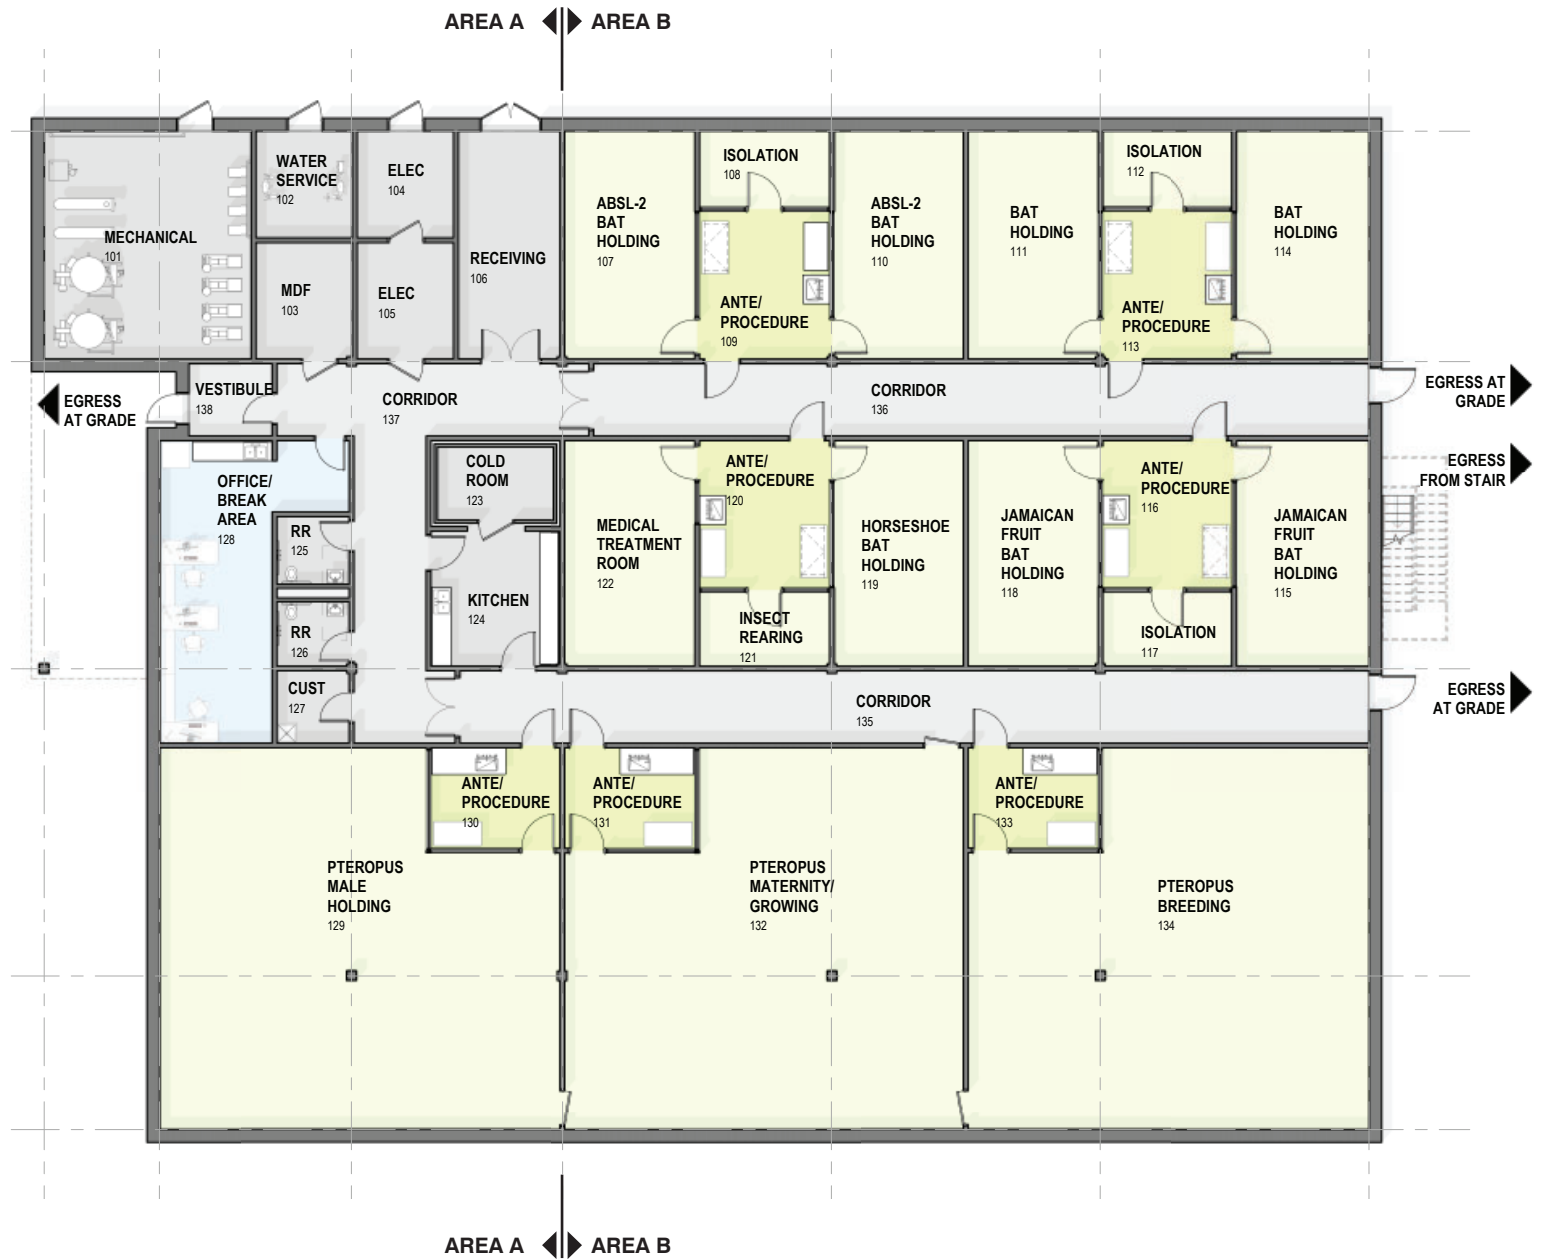 AREA A
AREA B
WATER
SERVICE
102
ELEC
104
ISOLATION
108
ISOLATION
112
MECHANICAL
101
RECEIVING
106
ABSL-2
BAT
HOLDING
107
ABSL-2
BAT
HOLDING
110
BAT
HOLDING
111
BAT
HOLDING
114
MDF
103
ELEC
105
ANTE/
PROCEDURE
109
ANTE/
PROCEDURE
113
EGRESS
AT GRADE
VESTIBULE
138
CORRIDOR
137
CORRIDOR
136
EGRESS AT
GRADE
EGRESS
FROM STAIR
OFFICE/
BREAK
AREA
128
COLD
ROOM
123
ANTE/
PROCEDURE
120
ANTE/
PROCEDURE
116
RR
125
MEDICAL
TREATMENT
ROOM
122
HORSESHOE
BAT
HOLDING
119
JAMAICAN
FRUIT
BAT
HOLDING
118
JAMAICAN
FRUIT
BAT
HOLDING
115
RR
126
KITCHEN
124
INSECT
REARING
121
ISOLATION
117
CUST
127
CORRIDOR
135
EGRESS
AT GRADE
ANTE/
PROCEDURE
130
ANTE/
PROCEDURE
131
ANTE/
PROCEDURE
133
PTEROPUS
MALE
HOLDING
129
PTEROPUS
MATERNITY/
GROWING
132
PTEROPUS
BREEDING
134
AREA A
AREA B